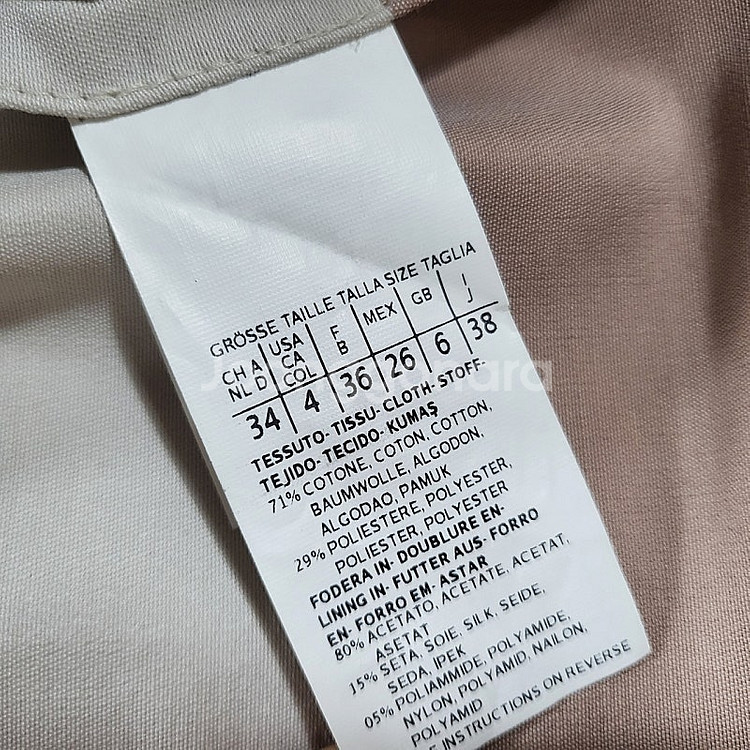 GRÖSSE TAILLE TALLA SIZE TAGLIA
CH A NL D USA CA COL F B MEX GB I J
34 4 36 26 6 38
TESSUTO-TISSU-CLOTH-STOFF-
TEJIDO-TECIDO-KUMAŞ
71% COTONE, COTON, COTTON,
BAUMWOLLE, ALGODON,
ALGODAO, PAMUK
29% POLIESTERE, POLYESTER,
POLIESTER, POLYESTER
FODERA IN-DOUBLURE EN-
LINING IN-FUTTER AUS-FORRO
EN-FORRO EM-ASTAR
80% ACETATO, ACETATE, ACETAT,
ASETAT
15% SETA, SOIE, SILK, SEIDE,
SEDA, IPEK
05% POLIAMMIDE, POLYAMIDE,
NYLON, POLYAMID, NAILON,
POLYAMID
INSTRUCTIONS ON REVERSE